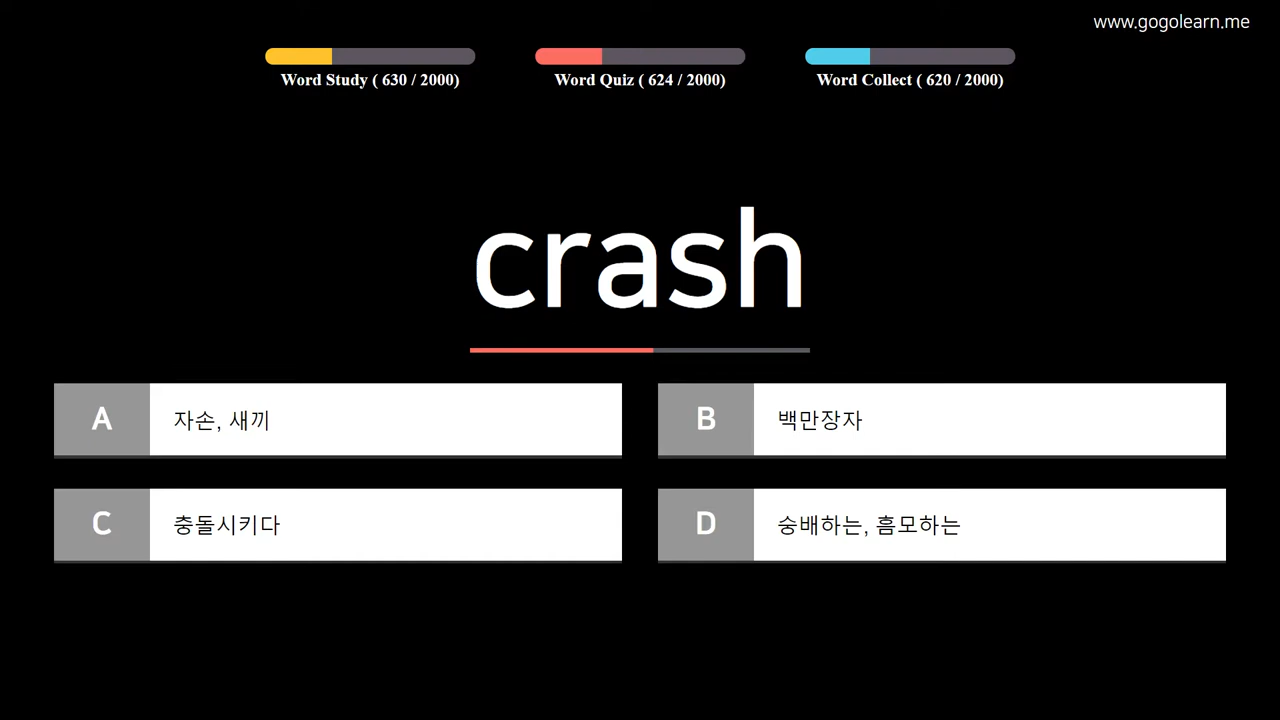 www.gogolearn.me
Word Study ( 630 / 2000)
Word Quiz ( 624 / 2000)
Word Collect ( 620 / 2000)
crash
A 자손, 새끼
B 백만장자
C 충돌시키다
D 숭배하는, 흠모하는